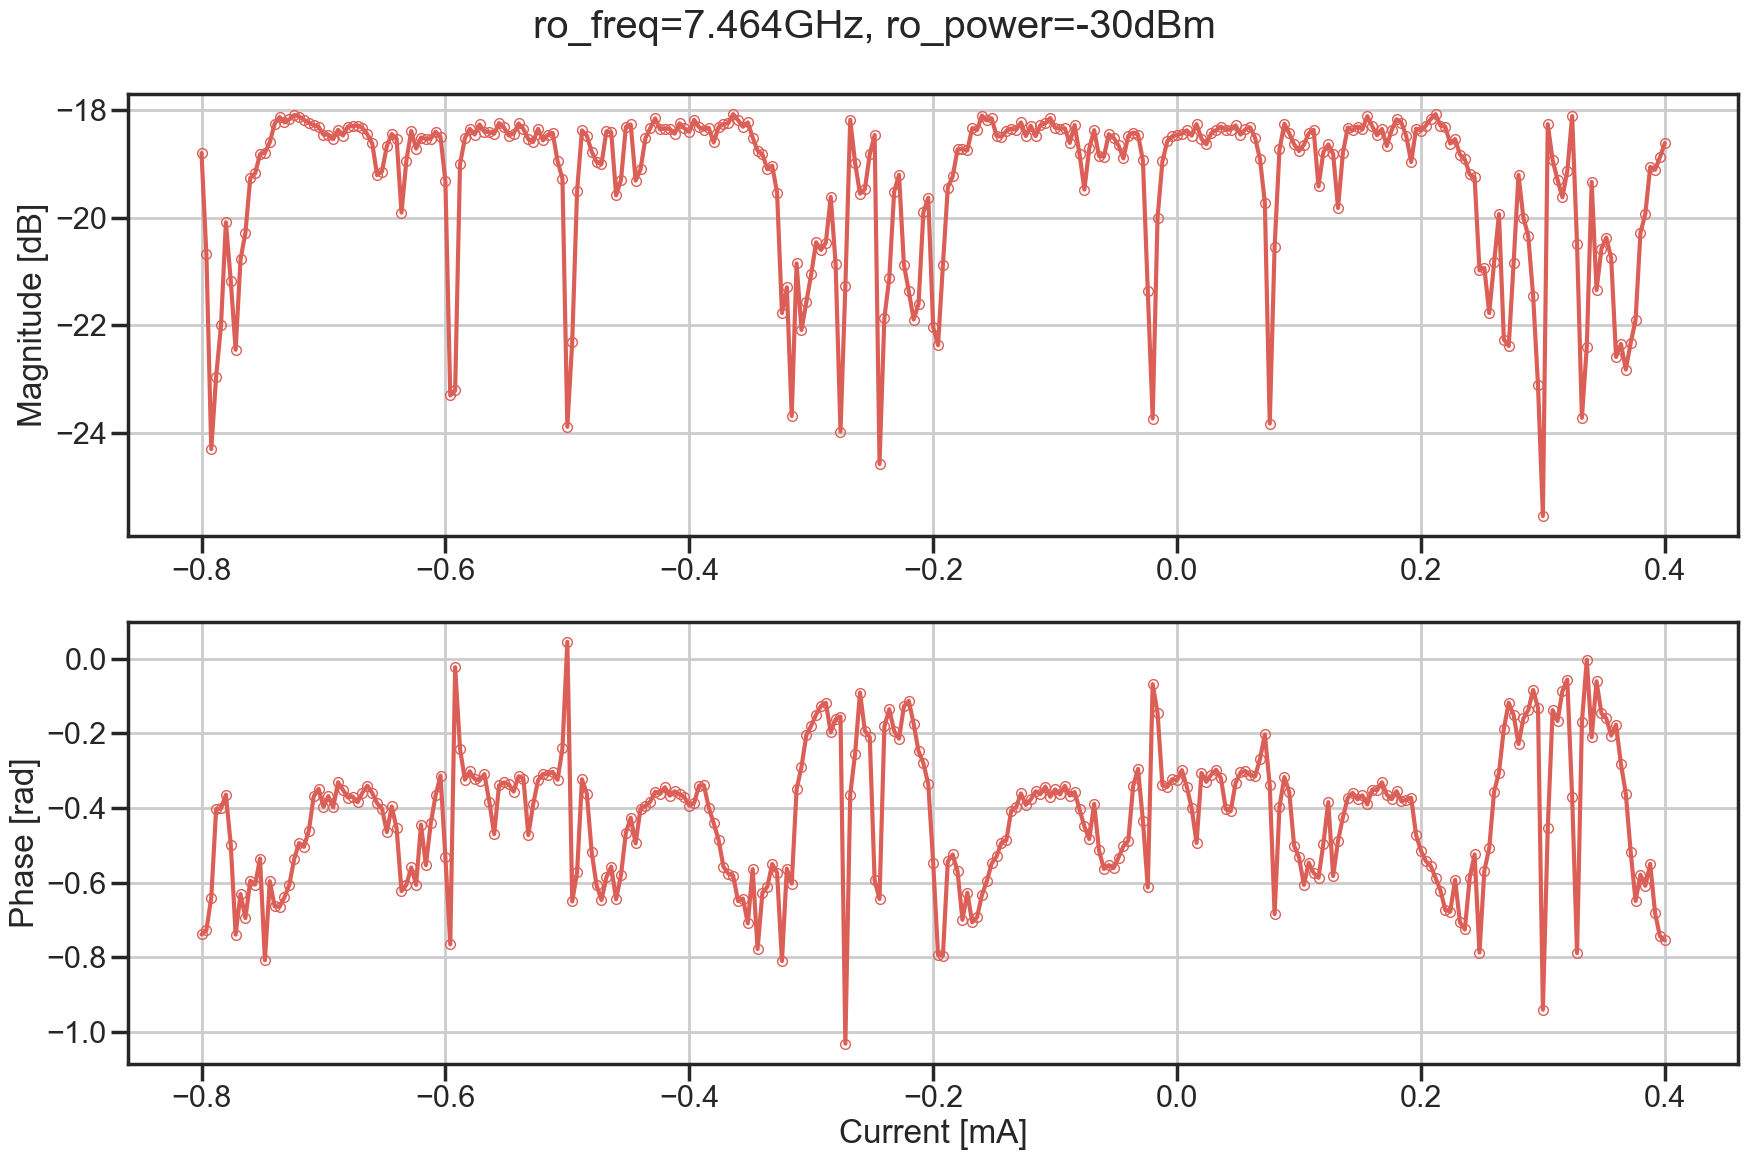 ro_freq=7.464GHz, ro_power=-30dBm
Magnitude [dB]
−18
−20
−22
−24
−0.8 −0.6 −0.4 −0.2 0.0 0.2 0.4
Phase [rad]
0.0
−0.2
−0.4
−0.6
−0.8
−1.0
−0.8 −0.6 −0.4 −0.2 0.0 0.2 0.4
Current [mA]